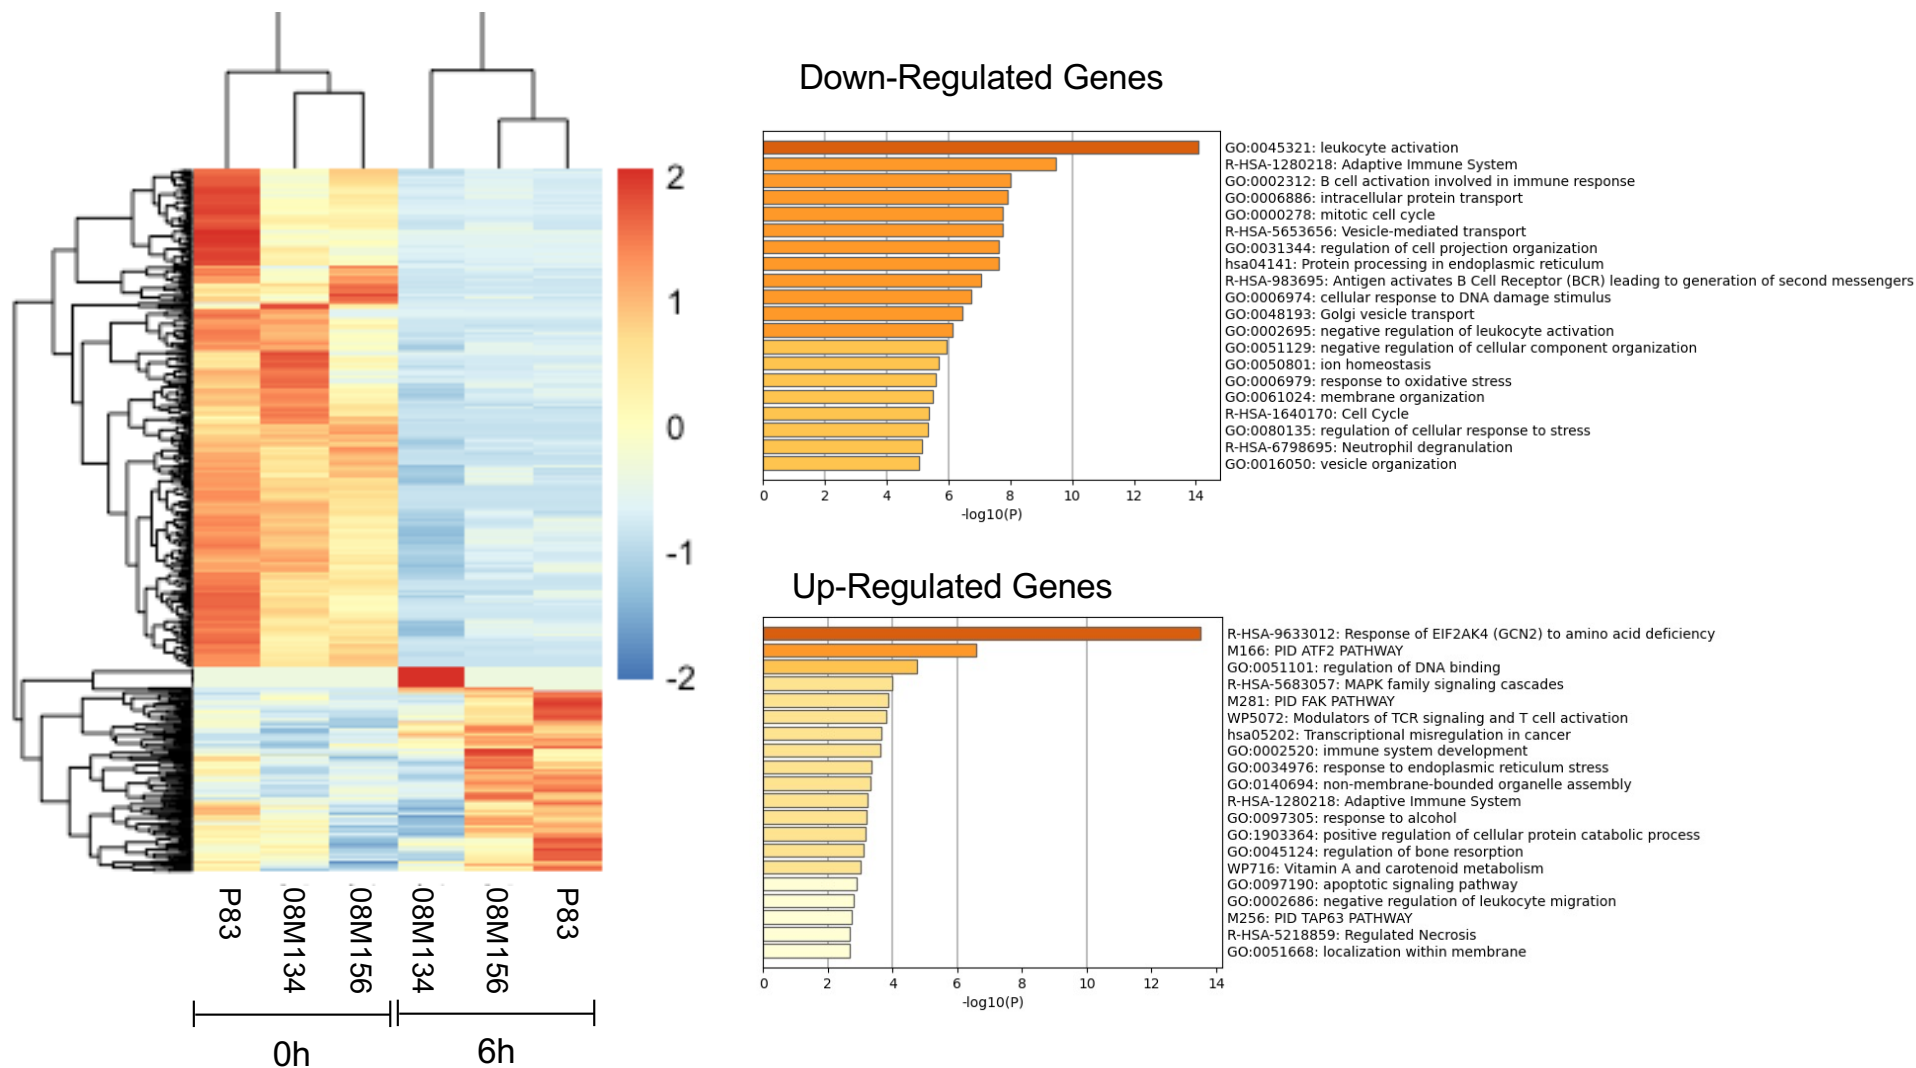 2
1
0
-1
-2
P83
08M134
08M156
08M134
08M156
P83
0h
6h
Down-Regulated Genes
GO:0045321: leukocyte activation
R-HSA-1280218: Adaptive Immune System
GO:0002312: B cell activation involved in immune response
GO:0006886: intracellular protein transport
GO:0000278: mitotic cell cycle
R-HSA-5653656: Vesicle-mediated transport
GO:0031344: regulation of cell projection organization
hsa04141: Protein processing in endoplasmic reticulum
R-HSA-983695: Antigen activates B Cell Receptor (BCR) leading to generation of second messengers
GO:0006974: cellular response to DNA damage stimulus
GO:0048193: Golgi vesicle transport
GO:0002695: negative regulation of leukocyte activation
GO:0051129: negative regulation of cellular component organization
GO:0050801: ion homeostasis
GO:0006979: response to oxidative stress
GO:0061024: membrane organization
R-HSA-1640170: Cell Cycle
GO:0080135: regulation of cellular response to stress
R-HSA-6798695: Neutrophil degranulation
GO:0016050: vesicle organization
0 2 4 6 8 10 12 14
-log10(P)
Up-Regulated Genes
R-HSA-9633012: Response of EIF2AK4 (GCN2) to amino acid deficiency
M166: PID ATF2 PATHWAY
GO:0051101: regulation of DNA binding
R-HSA-5683057: MAPK family signaling cascades
M281: PID FAK PATHWAY
WP5072: Modulators of TCR signaling and T cell activation
hsa05202: Transcriptional misregulation in cancer
GO:0002520: immune system development
GO:0034976: response to endoplasmic reticulum stress
GO:0140694: non-membrane-bounded organelle assembly
R-HSA-1280218: Adaptive Immune System
GO:0097305: response to alcohol
GO:1903364: positive regulation of cellular protein catabolic process
GO:0045124: regulation of bone resorption
WP716: Vitamin A and carotenoid metabolism
GO:0097190: apoptotic signaling pathway
GO:0002686: negative regulation of leukocyte migration
M256: PID TAP63 PATHWAY
R-HSA-5218859: Regulated Necrosis
GO:0051668: localization within membrane
0 2 4 6 8 10 12 14
-log10(P)